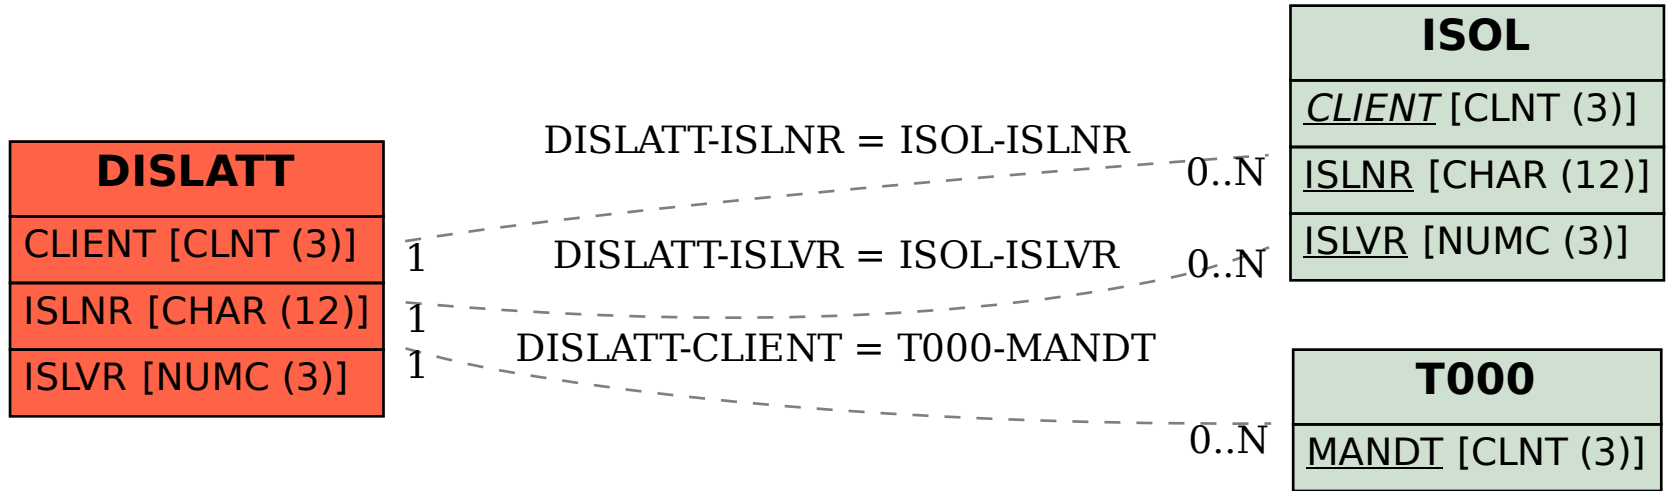 DISLATT
CLIENT [CLNT (3)]
ISLNR [CHAR (12)]
ISLVR [NUMC (3)]
DISLATT-ISLNR = ISOL-ISLNR
1
0..N
DISLATT-ISLVR = ISOL-ISLVR
1
0..N
DISLATT-CLIENT = T000-MANDT
1
0..N
ISOL
CLIENT [CLNT (3)]
ISLNR [CHAR (12)]
ISLVR [NUMC (3)]
T000
MANDT [CLNT (3)]